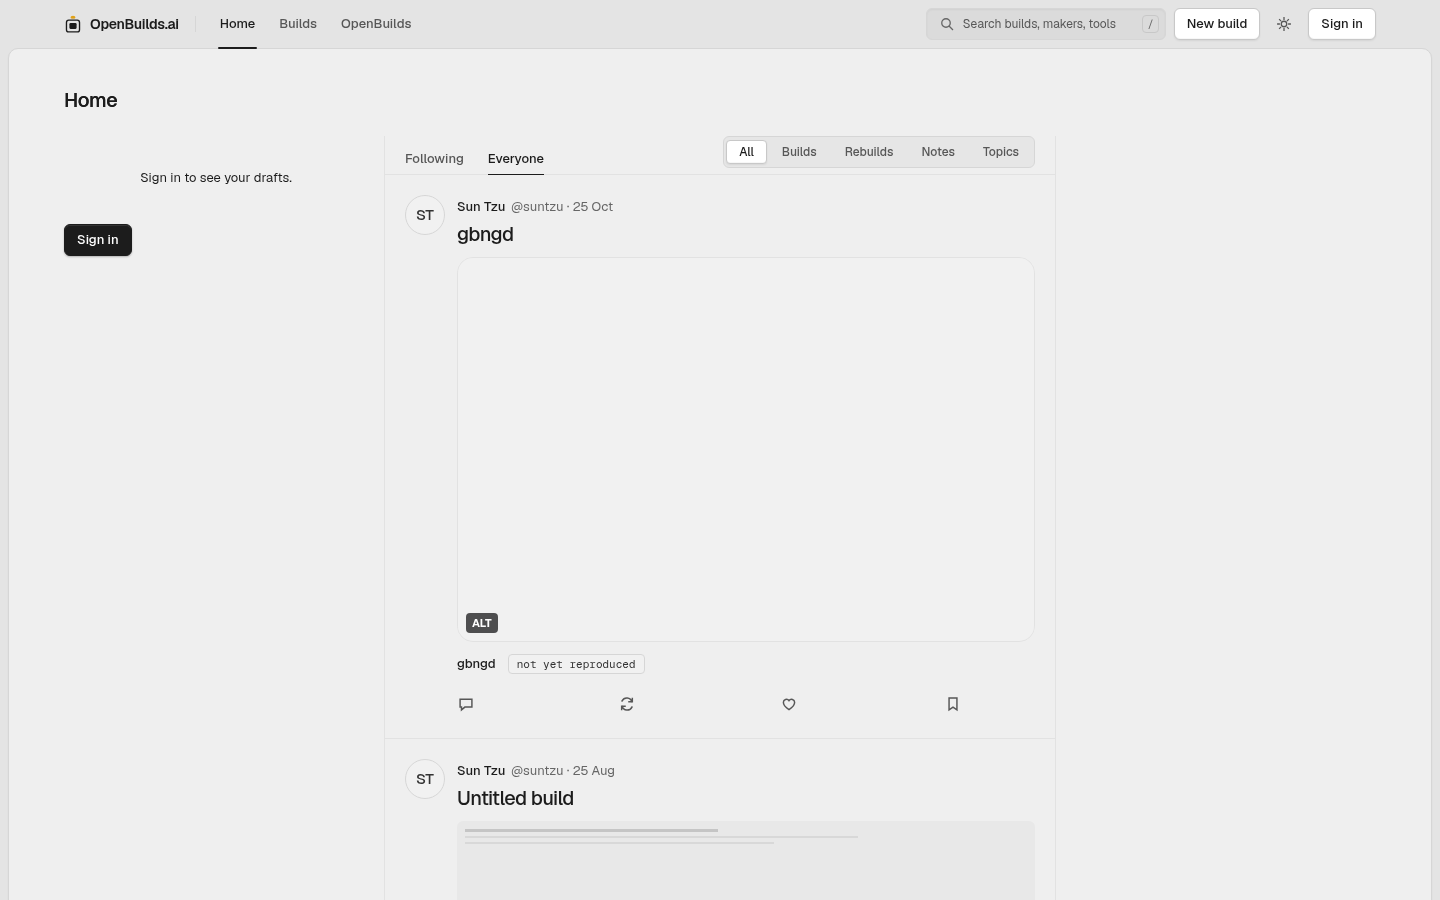 OpenBuilds.ai
Home Builds OpenBuilds
Search builds, makers, tools /
New build
Sign in
Home
Sign in to see your drafts.
Sign in
Following Everyone
All Builds Rebuilds Notes Topics
ST
Sun Tzu @suntzu · 25 Oct
gbngd
ALT
gbngd not yet reproduced
ST
Sun Tzu @suntzu · 25 Aug
Untitled build